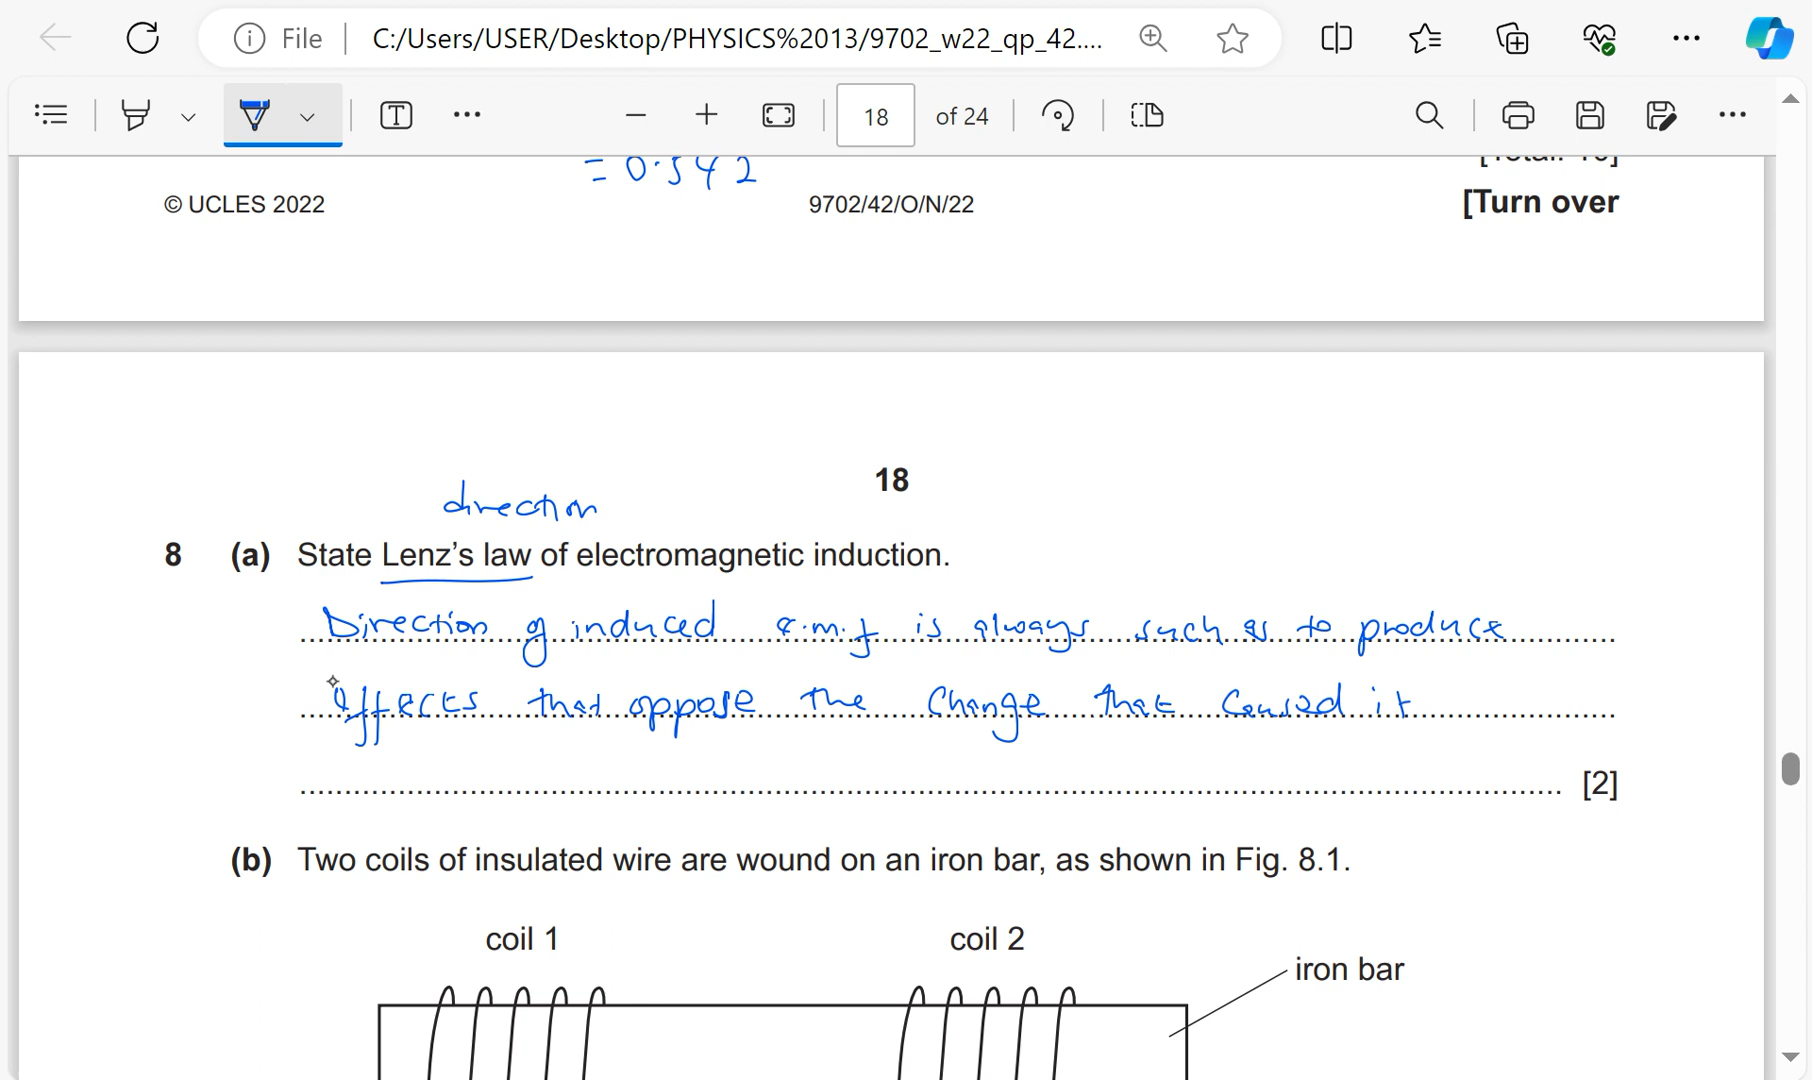 File C:/Users/USER/Desktop/PHYSICS%2013/9702_w22_qp_42....
18 of 24
= 0.542
© UCLES 2022 9702/42/O/N/22 [Turn over
18
direction
8 (a) State Lenz's law of electromagnetic induction.
Direction of induced e.m.f is always such as to produce
effects that oppose the change that caused it
[2]
(b) Two coils of insulated wire are wound on an iron bar, as shown in Fig. 8.1.
coil 1 coil 2
iron bar